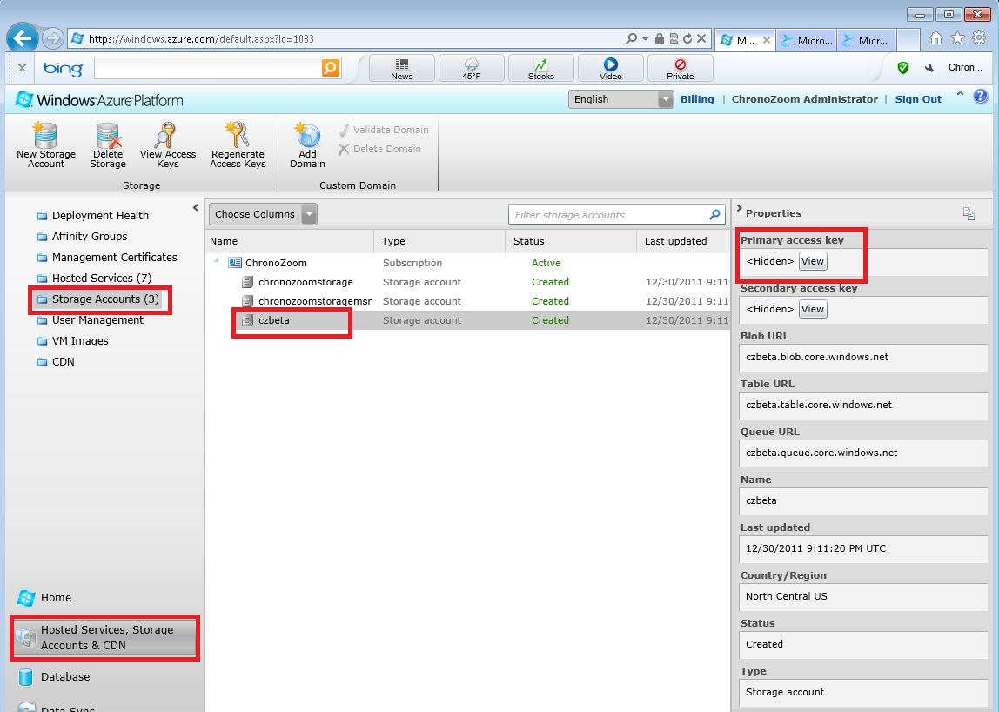 https://windows.azure.com/default.aspx?lc=1033
M...
Micro...
Micr...
bing
News
45°F
Stocks
Video
Private
Chron...
Windows Azure Platform
English
Billing | ChronoZoom Administrator | Sign Out
New Storage Account
Delete Storage
View Access Keys
Regenerate Access Keys
Storage
Add Domain
Validate Domain
Delete Domain
Custom Domain
Deployment Health
Affinity Groups
Management Certificates
Hosted Services (7)
Storage Accounts (3)
User Management
VM Images
CDN
Home
Hosted Services, Storage
Accounts & CDN
Database
Data Sync
Choose Columns
Filter storage accounts
Name Type Status Last updated
ChronoZoom Subscription Active
chronozoomstorage Storage account Created 12/30/2011 9:11
chronozoomstoragemsr Storage account Created 12/30/2011 9:11
czbeta Storage account Created 12/30/2011 9:11
Properties
Primary access key
<Hidden> View
Secondary access key
<Hidden> View
Blob URL
czbeta.blob.core.windows.net
Table URL
czbeta.table.core.windows.net
Queue URL
czbeta.queue.core.windows.net
Name
czbeta
Last updated
12/30/2011 9:11:20 PM UTC
Country/Region
North Central US
Status
Created
Type
Storage account